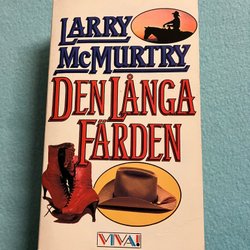 LARRY
McMURTRY
DEN LÅNGA
FÄRDEN
VIVA!